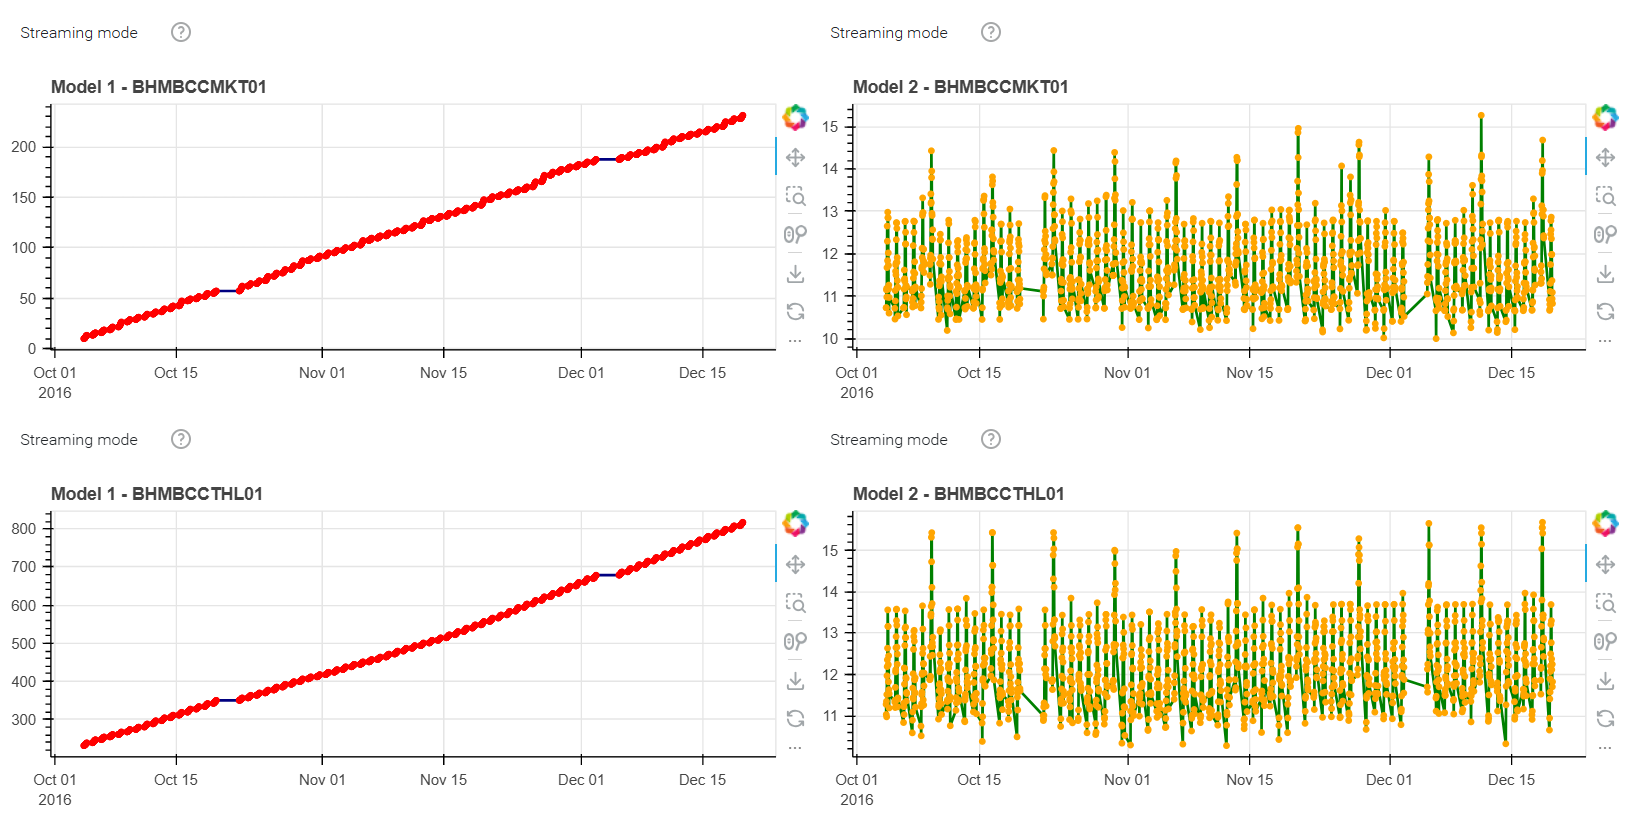 Streaming mode ?
Streaming mode ?
Model 1 - BHMBCCMKT01
200
150
100
50
0
Oct 01
2016
Oct 15
Nov 01
Nov 15
Dec 01
Dec 15
Model 2 - BHMBCCMKT01
15
14
13
12
11
10
Oct 01
2016
Oct 15
Nov 01
Nov 15
Dec 01
Dec 15
Streaming mode ?
Streaming mode ?
Model 1 - BHMBCCTHL01
800
700
600
500
400
300
Oct 01
2016
Oct 15
Nov 01
Nov 15
Dec 01
Dec 15
Model 2 - BHMBCCTHL01
15
14
13
12
11
Oct 01
2016
Oct 15
Nov 01
Nov 15
Dec 01
Dec 15